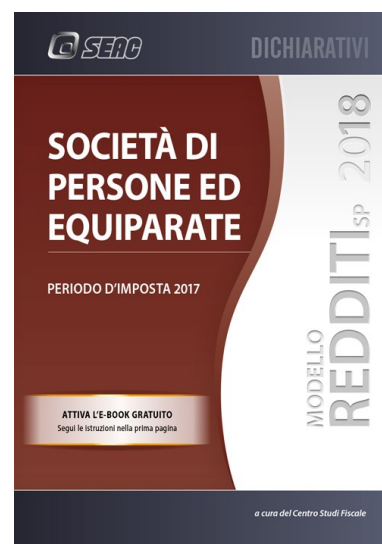 SEAC
DICHIARATIVI
SOCIETÀ DI
PERSONE ED
EQUIPARATE
PERIODO D'IMPOSTA 2017
MODELLO
REDDITI SP 2018
ATTIVA L'E-BOOK GRATUITO
Segui le istruzioni nella prima pagina
a cura del Centro Studi Fiscale